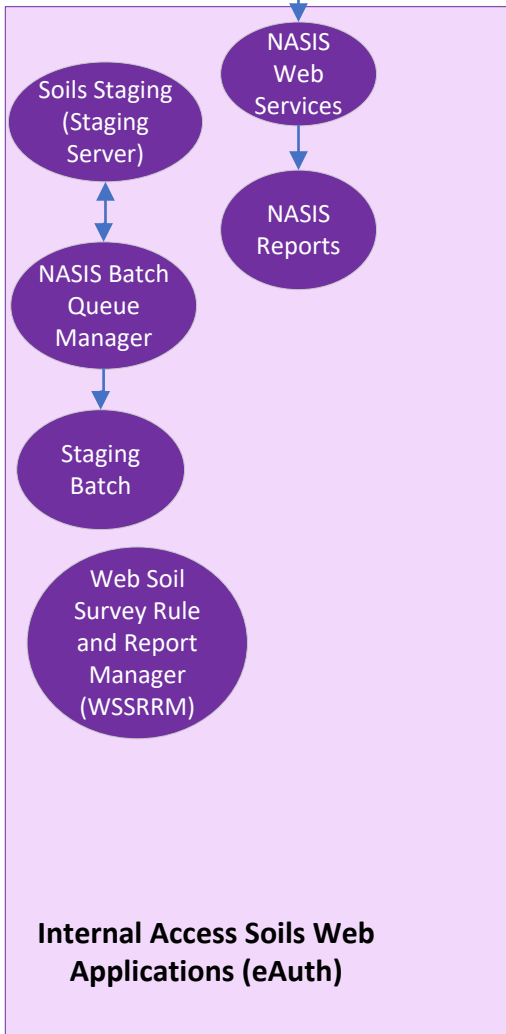 NASIS
Web
Services
Soils Staging
(Staging
Server)
NASIS
Reports
NASIS Batch
Queue
Manager
Staging
Batch
Web Soil
Survey Rule
and Report
Manager
(WSSRRM)
Internal Access Soils Web
Applications (eAuth)